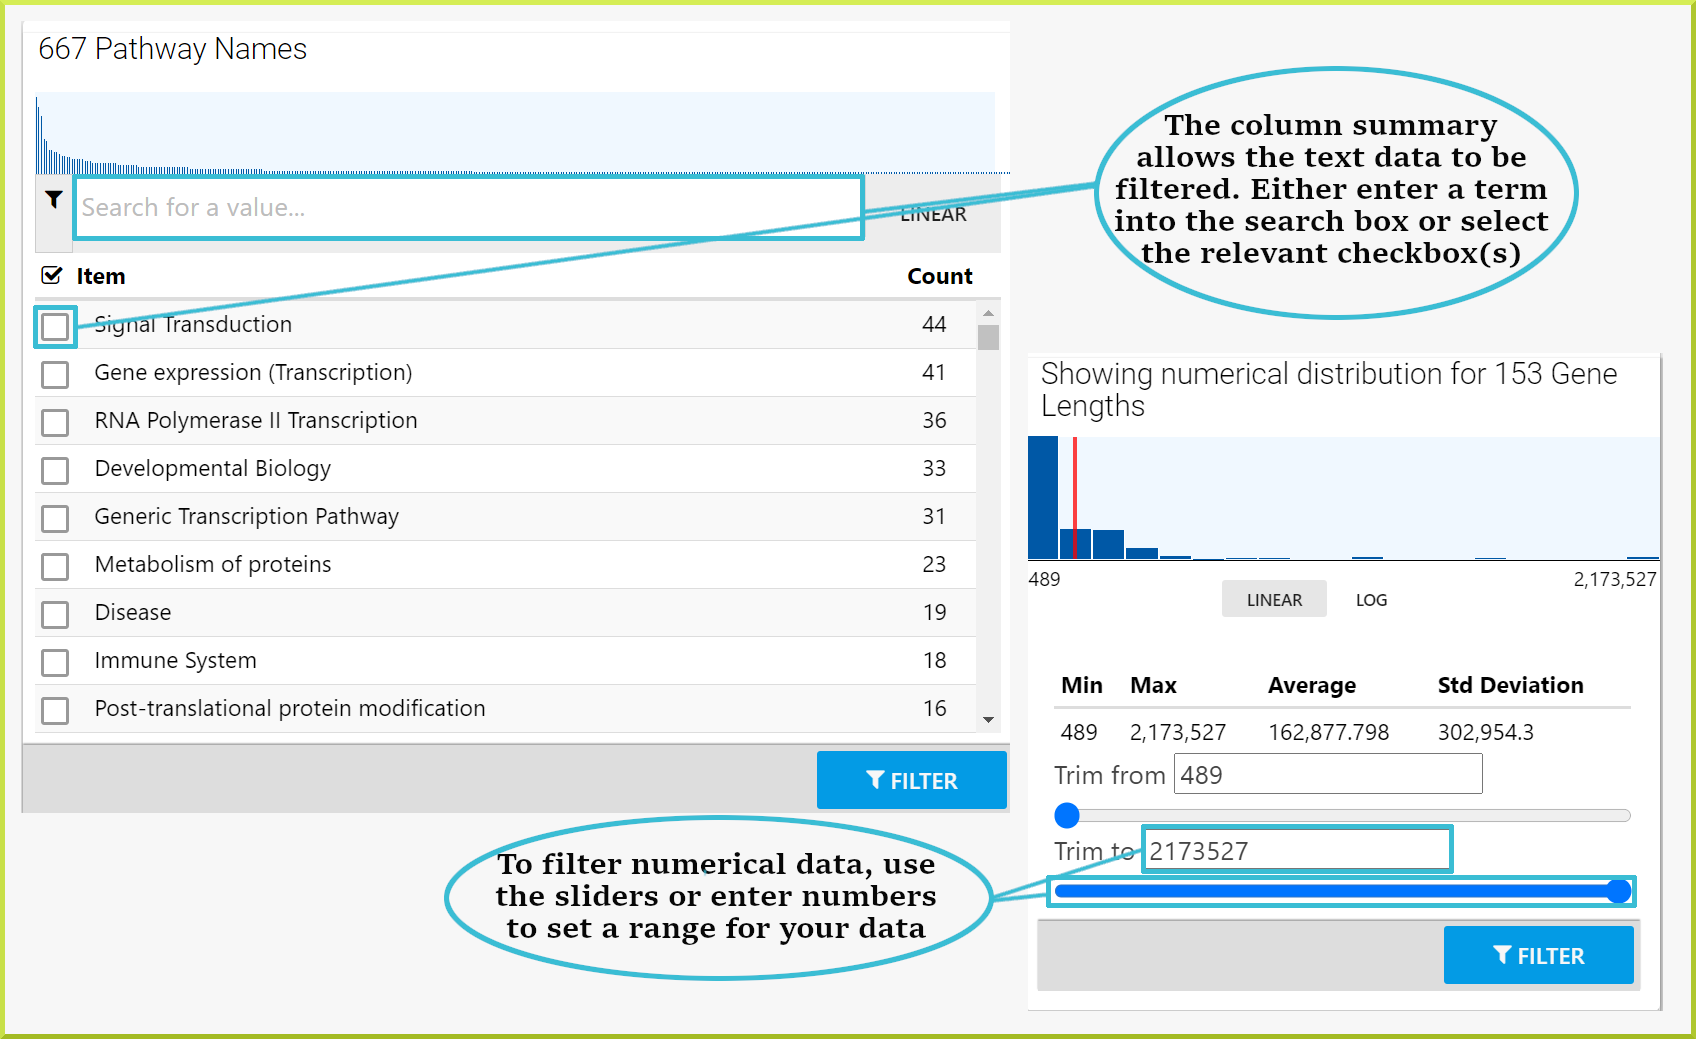 667 Pathway Names
Search for a value...
LINEAR
Item Count
Signal Transduction 44
Gene expression (Transcription) 41
RNA Polymerase II Transcription 36
Developmental Biology 33
Generic Transcription Pathway 31
Metabolism of proteins 23
Disease 19
Immune System 18
Post-translational protein modification 16
FILTER
The column summary
allows the text data to be
filtered. Either enter a term
into the search box or select
the relevant checkbox(s)
Showing numerical distribution for 153 Gene
Lengths
489 2,173,527
LINEAR LOG
Min Max Average Std Deviation
489 2,173,527 162,877.798 302,954.3
Trim from 489
Trim to 2173527
FILTER
To filter numerical data, use
the sliders or enter numbers
to set a range for your data